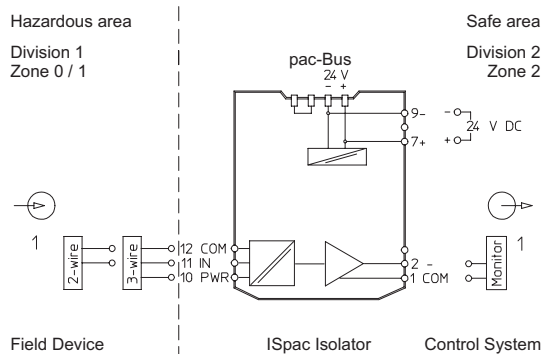 Hazardous area
Safe area
Division 1
Zone 0 / 1
Division 2
Zone 2
pac-Bus
24 V
- +
9-
-
24 V DC
7+
+
1
1
2-wire
3-wire
12 COM
11 IN
10 PWR
2 -
1 COM
Monitor
Field Device
ISpac Isolator
Control System